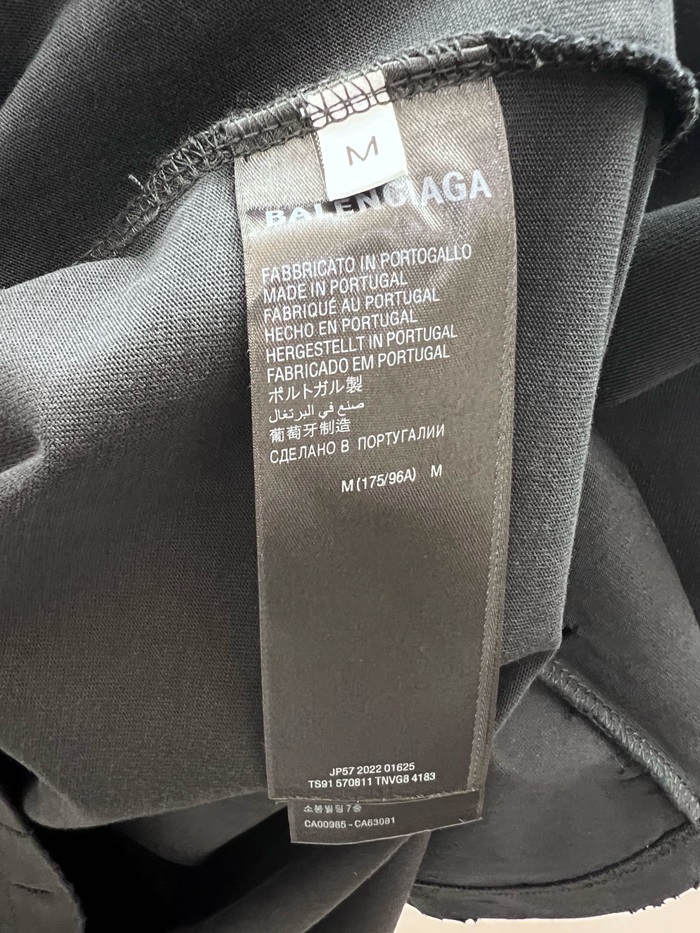 M
BALENCIAGA
FABBRICATO IN PORTOGALLO
MADE IN PORTUGAL
FABRIQUÉ AU PORTUGAL
HECHO EN PORTUGAL
HERGESTELLT IN PORTUGAL
FABRICADO EM PORTUGAL
ポルトガル製
صنع في البرتغال
葡萄牙制造
СДЕЛАНО В ПОРТУГАЛИИ
M (175/96A) M
JP57 2022 01625
TS91 570811 TNVG8 4183
CA00985 - CA63081